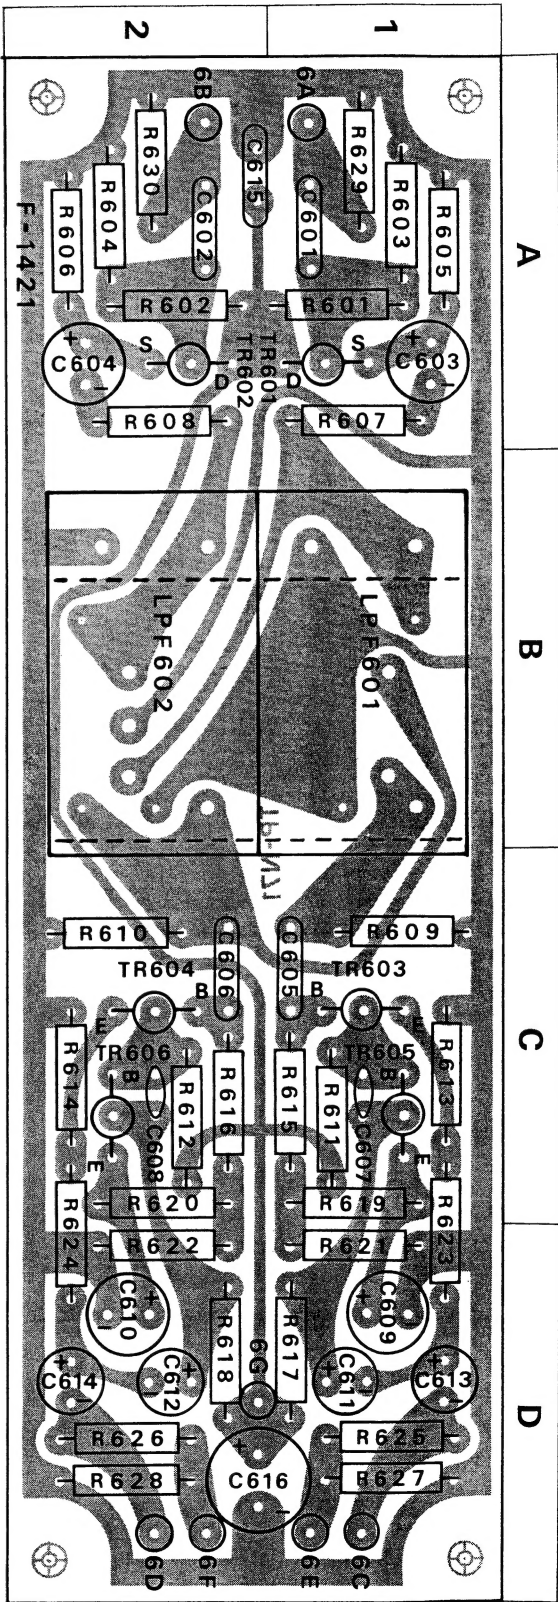 2 1
A
B
C
D
6B 6A
R630 C615 R629
R604 C602 C601 R603
R606 R605
F-1421
R602 R601
S TR601 S
C604 D TR602 D C603
+ - + -
R608 R607
LPF602 LPF601
R610 C606 C605 R609
TR604 TR603
B B
E E
TR606 TR605
R614 B R612 R616 R615 R611 B R613
C608 C607
E E
R620 R619
R624 R622 R621 R623
C610 C609
R618 6G R617
C614 C612 C611 C613
R626 R625
R628 C616 R627
6D 6F 6E 6C